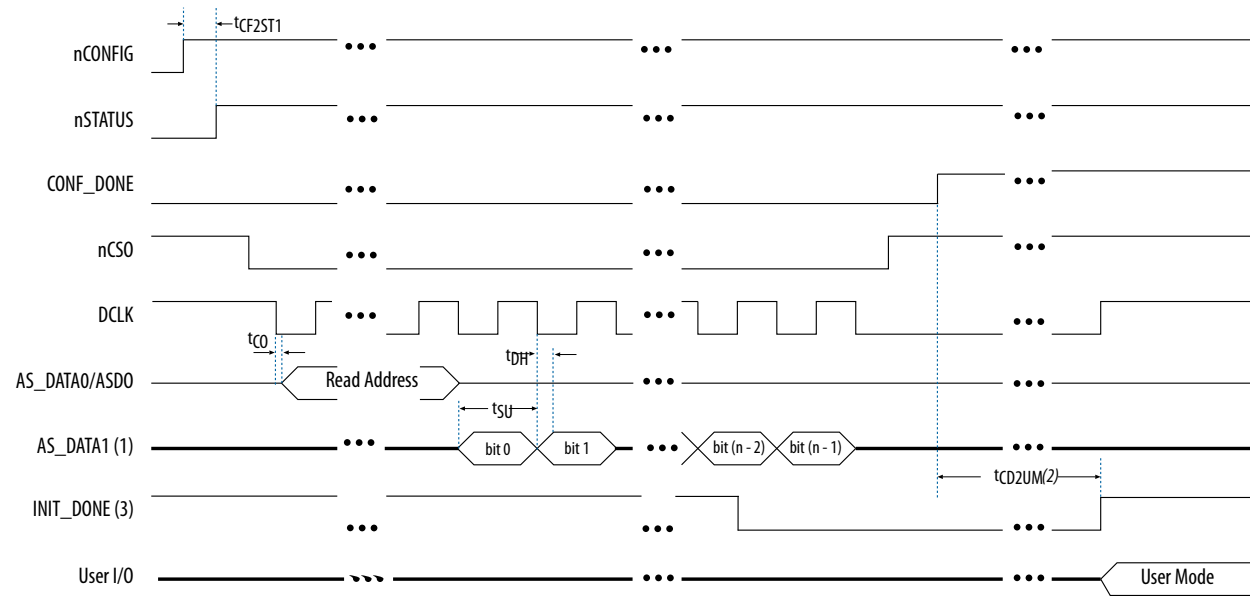 tCF2ST1
nCONFIG
nSTATUS
CONF_DONE
nCSO
DCLK
tCO
tDH
AS_DATA0/ASDO Read Address
tSU
AS_DATA1 (1) bit 0 bit 1 bit (n - 2) bit (n - 1)
tCD2UM(2)
INIT_DONE (3)
User I/O User Mode